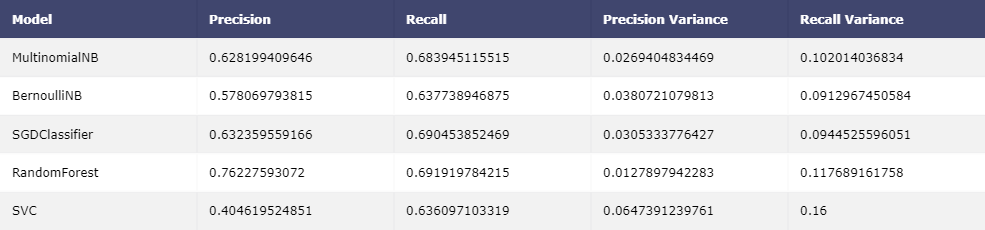 Model Precision Recall Precision Variance Recall Variance
MultinomialNB 0.628199409646 0.683945115515 0.0269404834469 0.102014036834
BernoulliNB 0.578069793815 0.637738946875 0.0380721079813 0.0912967450584
SGDClassifier 0.632359559166 0.690453852469 0.0305333776427 0.0944525596051
RandomForest 0.76227593072 0.691919784215 0.0127897942283 0.117689161758
SVC 0.404619524851 0.636097103319 0.0647391239761 0.16